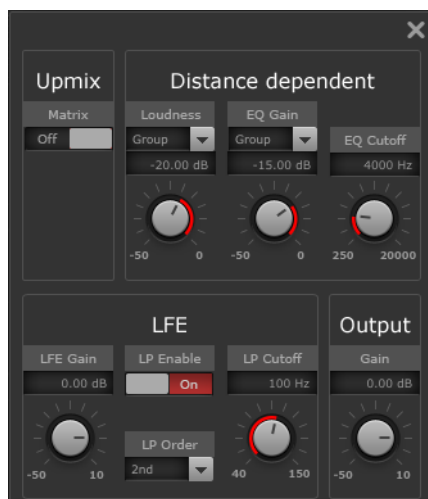 Upmix
Distance dependent
Matrix
Loudness
EQ Gain
Off
Group
Group
EQ Cutoff
-20.00 dB
-15.00 dB
4000 Hz
-50 0
-50 0
250 20000
LFE
Output
LFE Gain
LP Enable
LP Cutoff
Gain
0.00 dB
On
100 Hz
0.00 dB
LP Order
2nd
-50 10
40 150
-50 10